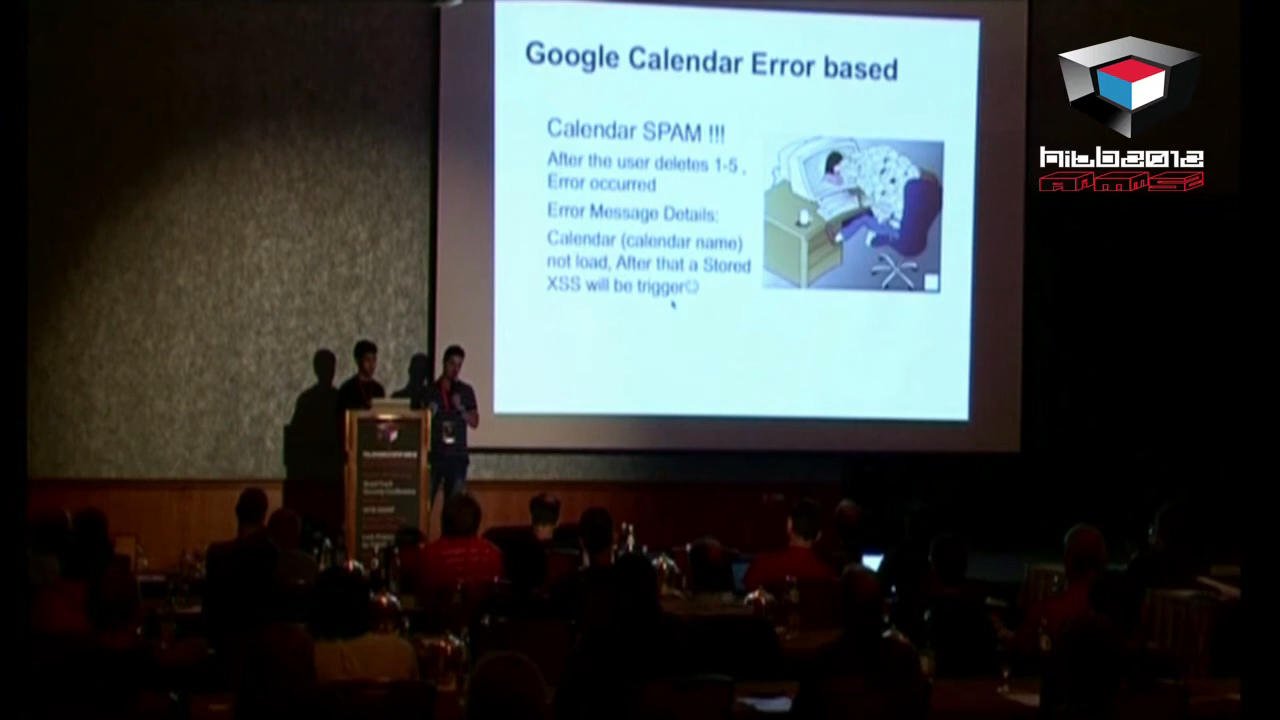 Google Calendar Error based
Calendar SPAM !!!
After the user deletes 1-5 ,
Error occurred
Error Message Details:
Calendar (calendar name)
not load, After that a Stored
XSS will be trigger☺
HITB2012
AMS